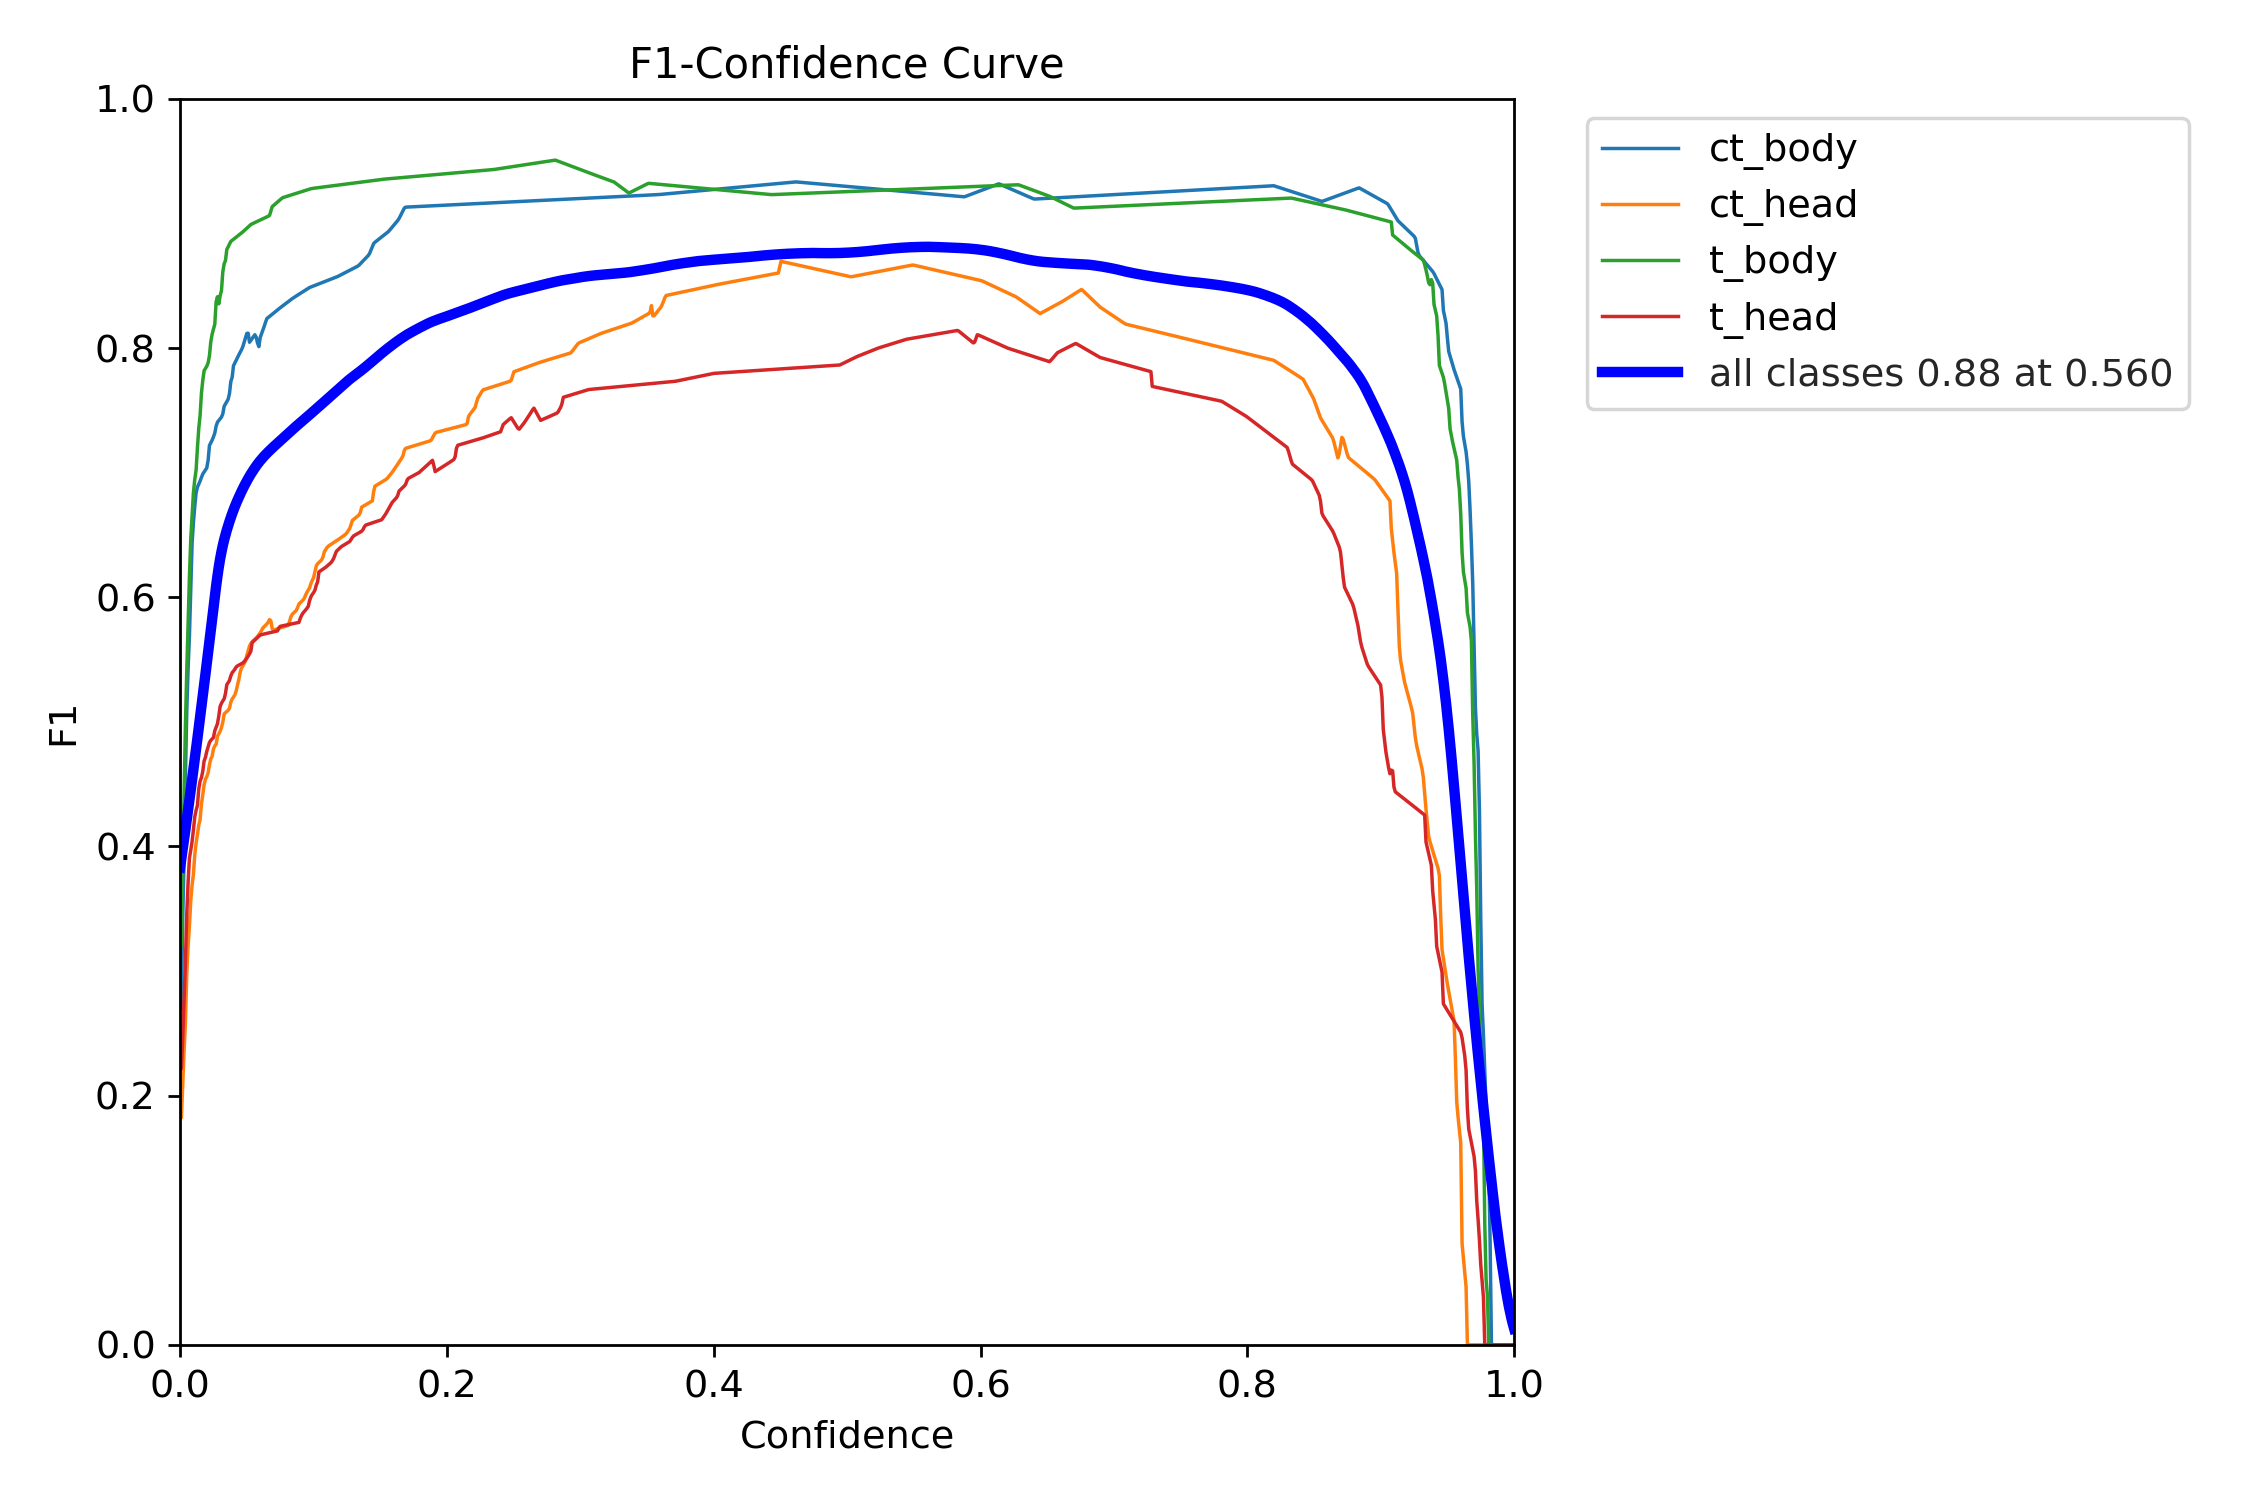 F1-Confidence Curve
1.0
0.8
0.6
0.4
0.2
0.0
F1
0.0 0.2 0.4 0.6 0.8 1.0
Confidence
ct_body
ct_head
t_body
t_head
all classes 0.88 at 0.560